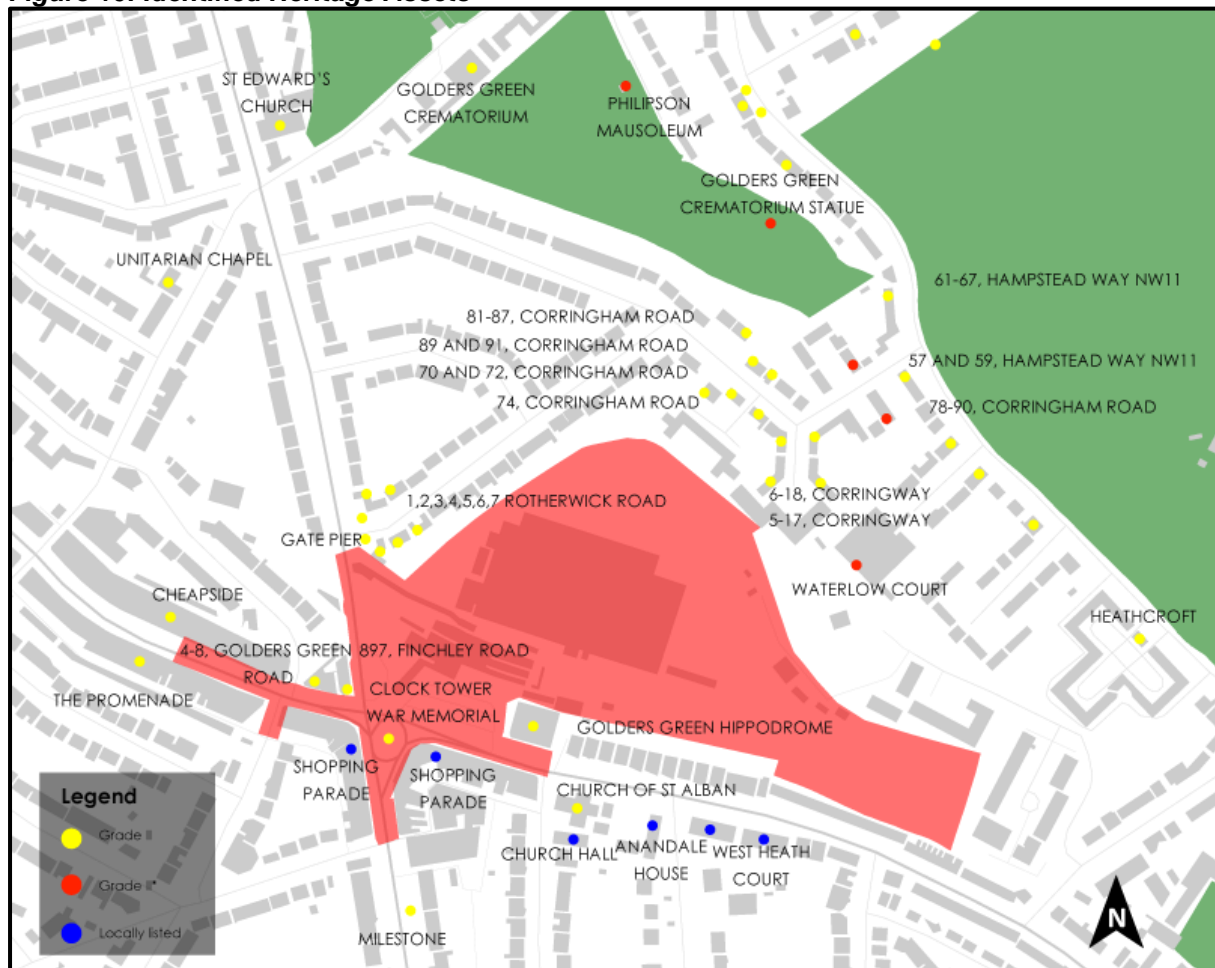 Figure 10: Identified Heritage Assets
ST EDWARD'S
CHURCH
GOLDERS GREEN
CREMATORIUM
PHILIPSON
MAUSOLEUM
GOLDERS GREEN
CREMATORIUM STATUE
UNITARIAN CHAPEL
61-67, HAMPSTEAD WAY NW11
81-87, CORRINGHAM ROAD
89 AND 91, CORRINGHAM ROAD
70 AND 72, CORRINGHAM ROAD
74, CORRINGHAM ROAD
57 AND 59, HAMPSTEAD WAY NW11
78-90, CORRINGHAM ROAD
1,2,3,4,5,6,7 ROTHERWICK ROAD
6-18, CORRINGWAY
5-17, CORRINGWAY
GATE PIER
WATERLOW COURT
CHEAPSIDE
HEATHCROFT
4-8, GOLDERS GREEN
ROAD
897, FINCHLEY ROAD
THE PROMENADE
CLOCK TOWER
WAR MEMORIAL
GOLDERS GREEN HIPPODROME
SHOPPING
PARADE
SHOPPING
PARADE
CHURCH OF ST ALBAN
CHURCH HALL
ANANDALE
HOUSE
WEST HEATH
COURT
MILESTONE
Legend
Grade II
Grade II*
Locally listed
N